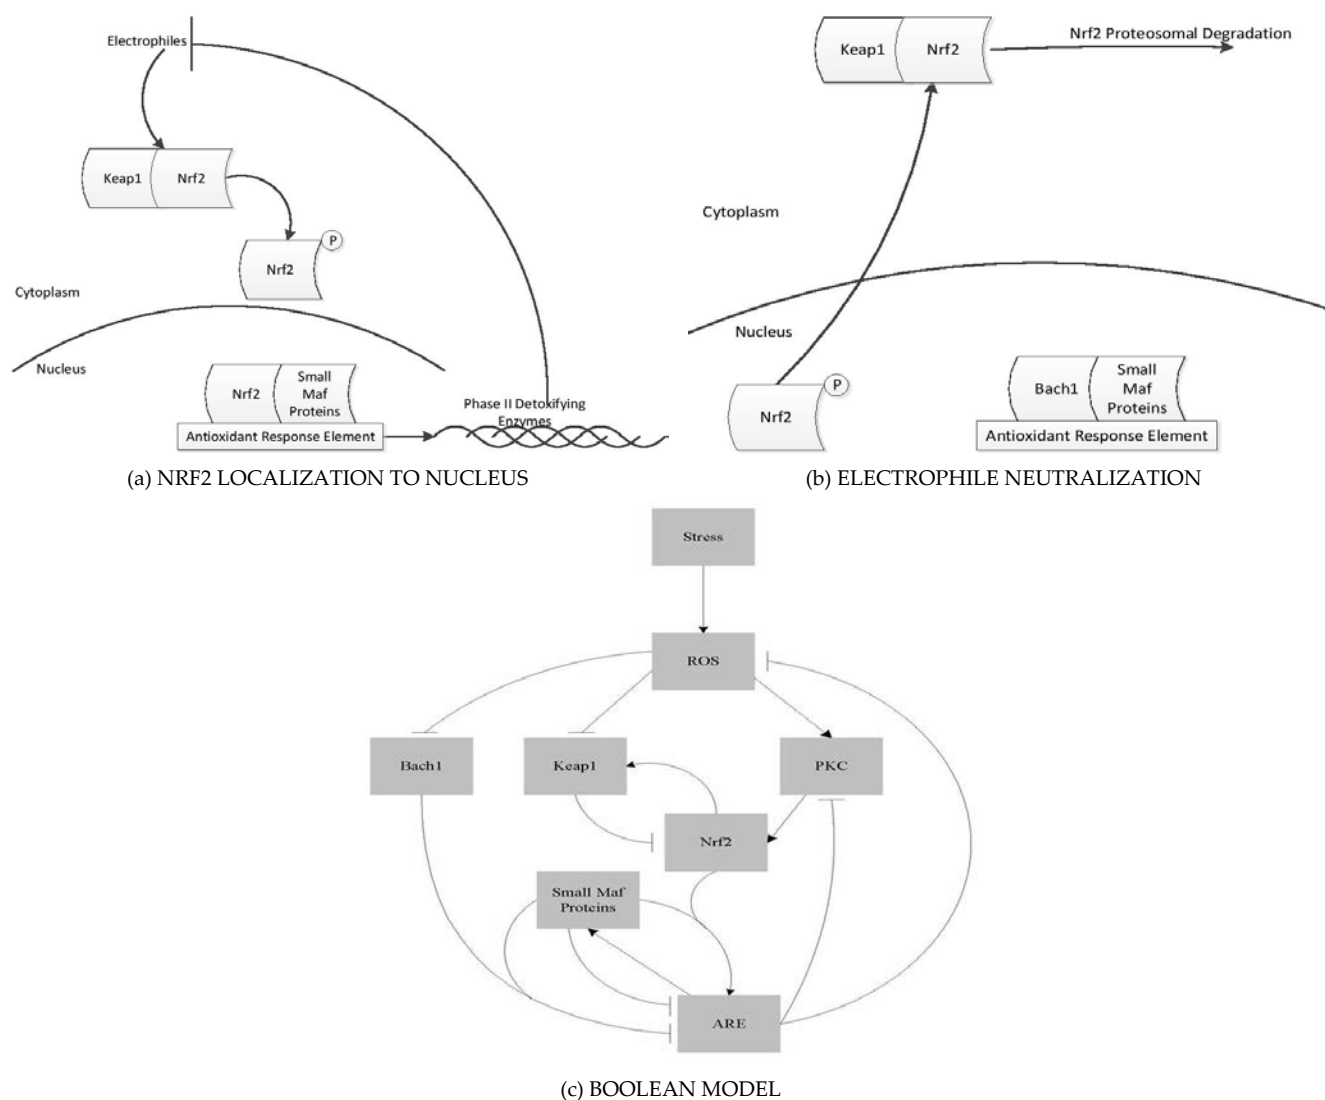 Electrophiles
Keap1
Nrf2
P
Nrf2
Cytoplasm
Nucleus
Nrf2
Small
Maf
Proteins
Antioxidant Response Element
Phase II Detoxifying
Enzymes
(a) NRF2 LOCALIZATION TO NUCLEUS
Keap1
Nrf2
Nrf2 Proteosomal Degradation
Cytoplasm
Nucleus
P
Nrf2
Bach1
Small
Maf
Proteins
Antioxidant Response Element
(b) ELECTROPHILE NEUTRALIZATION
Stress
ROS
Bach1
Keap1
PKC
Nrf2
Small Maf
Proteins
ARE
(c) BOOLEAN MODEL